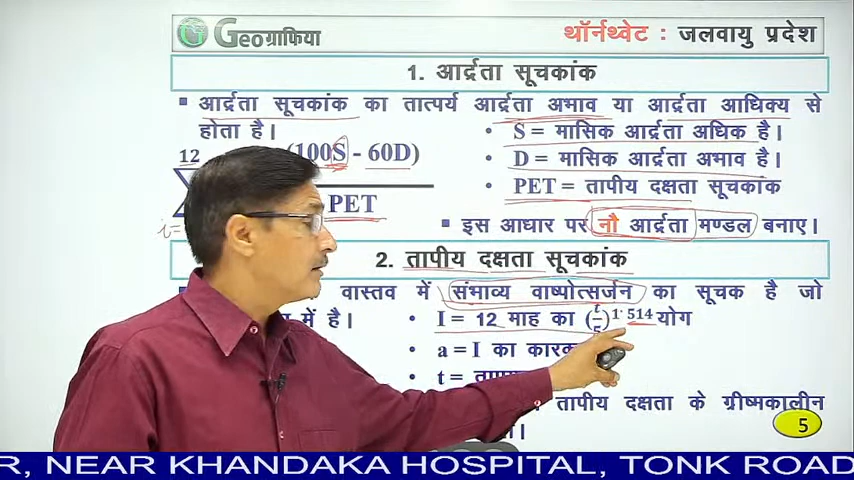 Geoग्राफिया
थॉर्नथ्वेट : जलवायु प्रदेश
1. आर्द्रता सूचकांक
▪ आर्द्रता सूचकांक का तात्पर्य आर्द्रता अभाव या आर्द्रता आधिक्य से
होता है।
• S = मासिक आर्द्रता अधिक है।
12 (100S - 60D)
• D = मासिक आर्द्रता अभाव है।
• PET = तापीय दक्षता सूचकांक
PET
i=
▪ इस आधार पर नौ आर्द्रता मण्डल बनाए।
2. तापीय दक्षता सूचकांक
वास्तव में संभाव्य वाष्पोत्सर्जन का सूचक है जो
में है।
• I = 12 माह का (t/5)1.514 योग
• a = I का
• t =
तापीय दक्षता के ग्रीष्मकालीन
5
R, NEAR KHANDAKA HOSPITAL, TONK ROAD